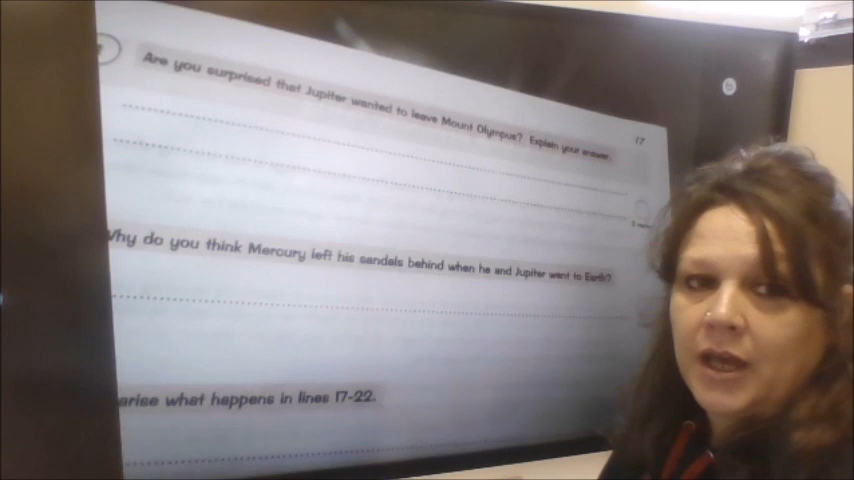 Are you surprised that Jupiter wanted to leave Mount Olympus? Explain your answer.
17
Why do you think Mercury left his sandals behind when he and Jupiter went to Earth?
arise what happens in lines 17-22.